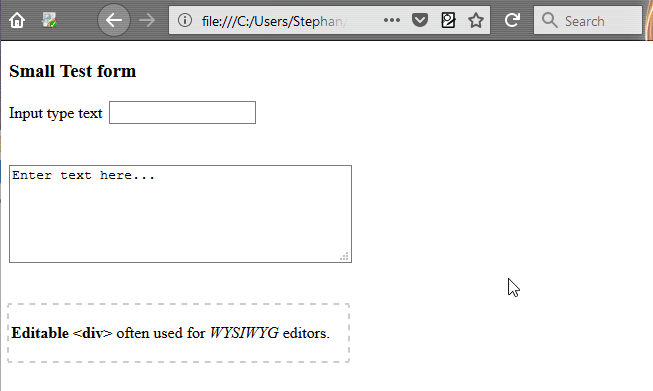 file:///C:/Users/Stephan/
Search
Small Test form
Input type text
Enter text here...
Editable <div> often used for WYSIWYG editors.